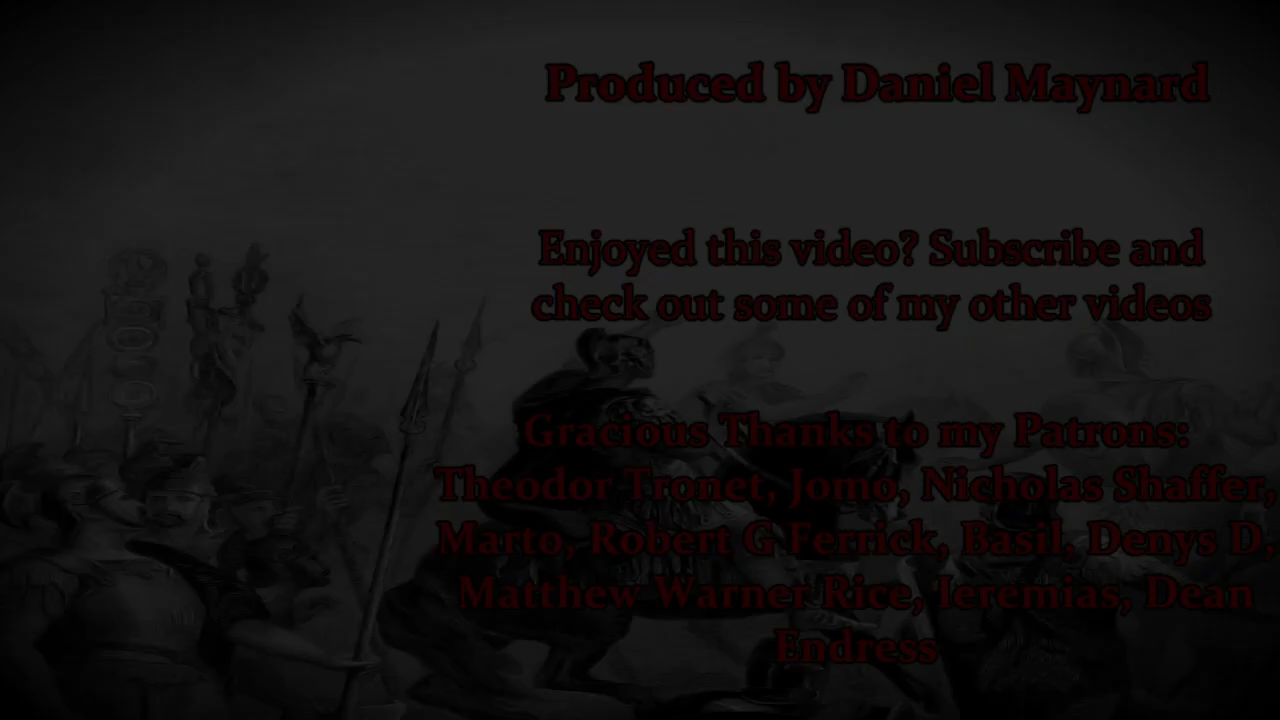 Produced by Daniel Maynard
Enjoyed this video? Subscribe and
check out some of my other videos
Gracious Thanks to my Patrons:
Theodor Tronet, Jomo, Nicholas Shaffer,
Marto, Robert G Ferrick, Basil, Denys D,
Matthew Warner Rice, Ieremias, Dean
Endress